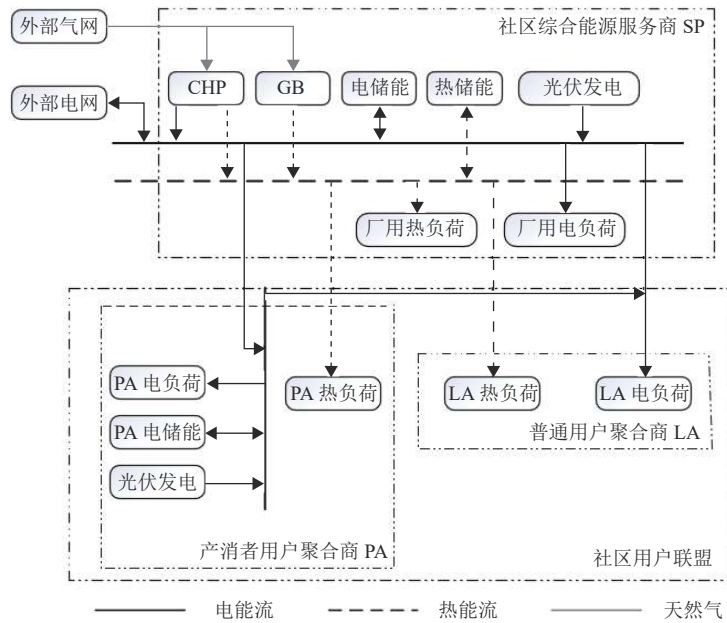 外部气网
社区综合能源服务商 SP
外部电网
CHP
GB
电储能
热储能
光伏发电
厂用热负荷
厂用电负荷
PA 电负荷
PA 热负荷
LA 热负荷
LA 电负荷
PA 电储能
普通用户聚合商 LA
光伏发电
产消者用户聚合商 PA
社区用户联盟
电能流
热能流
天然气